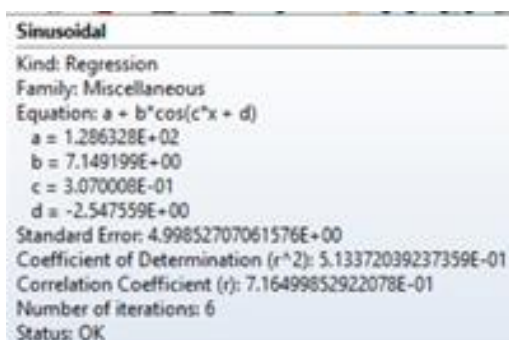 Sinusoidal
Kind: Regression
Family: Miscellaneous
Equation: a + b*cos(c*x + d)
a = 1.286328E+02
b = 7.149199E+00
c = 3.070008E-01
d = -2.547559E+00
Standard Error: 4.99852707061576E+00
Coefficient of Determination (r^2): 5.13372039237359E-01
Correlation Coefficient (r): 7.16499852922078E-01
Number of iterations: 6
Status: OK